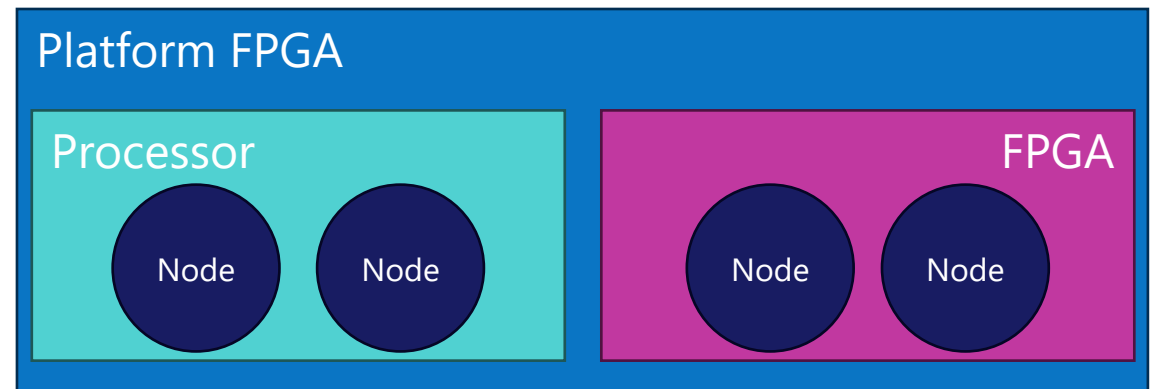 Platform FPGA
Processor
Node Node
FPGA
Node Node